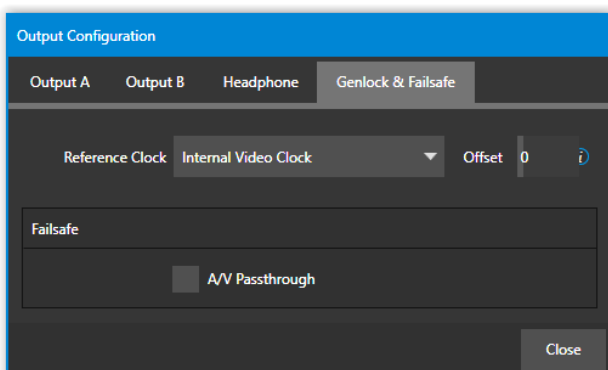 Output Configuration
Output A Output B Headphone Genlock & Failsafe
Reference Clock Internal Video Clock Offset 0 i
Failsafe
A/V Passthrough
Close